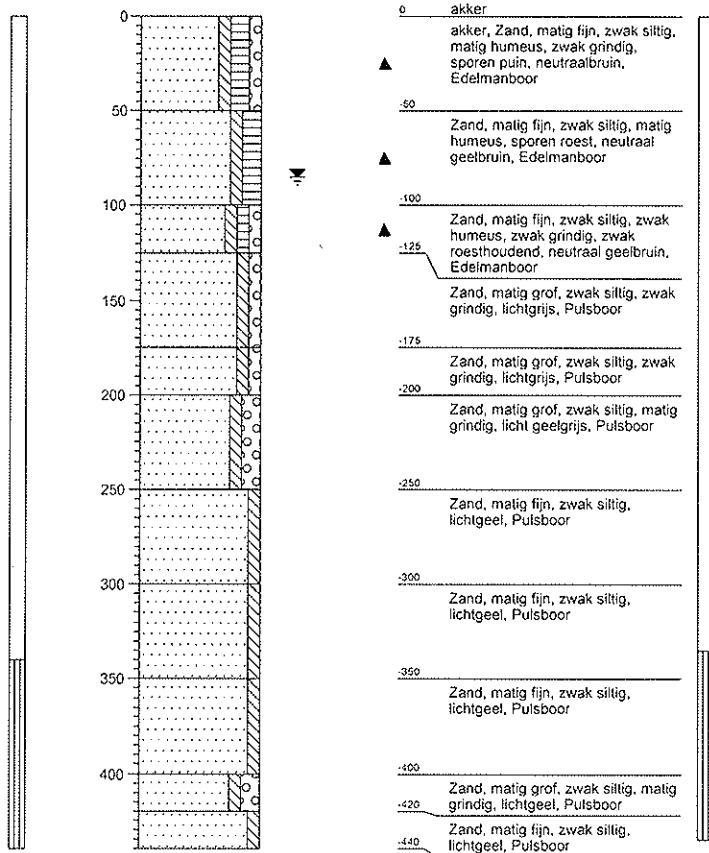 0
50
100
150
200
250
300
350
400
0 akker
akker, Zand, matig fijn, zwak siltig,
matig humeus, zwak grindig,
sporen puin, neutraalbruin,
Edelmanboor
-50
Zand, matig fijn, zwak siltig, matig
humeus, sporen roest, neutraal
geelbruin, Edelmanboor
-100
Zand, matig fijn, zwak siltig, zwak
humeus, zwak grindig, zwak
roesthoudend, neutraal geelbruin,
Edelmanboor
-125
Zand, matig grof, zwak siltig, zwak
grindig, lichtgrijs, Pulsboor
-175
Zand, matig grof, zwak siltig, zwak
grindig, lichtgrijs, Pulsboor
-200
Zand, matig grof, zwak siltig, matig
grindig, licht geelgrijs, Pulsboor
-250
Zand, matig fijn, zwak siltig,
lichtgeel, Pulsboor
-300
Zand, matig fijn, zwak siltig,
lichtgeel, Pulsboor
-350
Zand, matig fijn, zwak siltig,
lichtgeel, Pulsboor
-400
Zand, matig grof, zwak siltig, matig
grindig, lichtgeel, Pulsboor
-420
Zand, matig fijn, zwak siltig,
lichtgeel, Pulsboor
-440